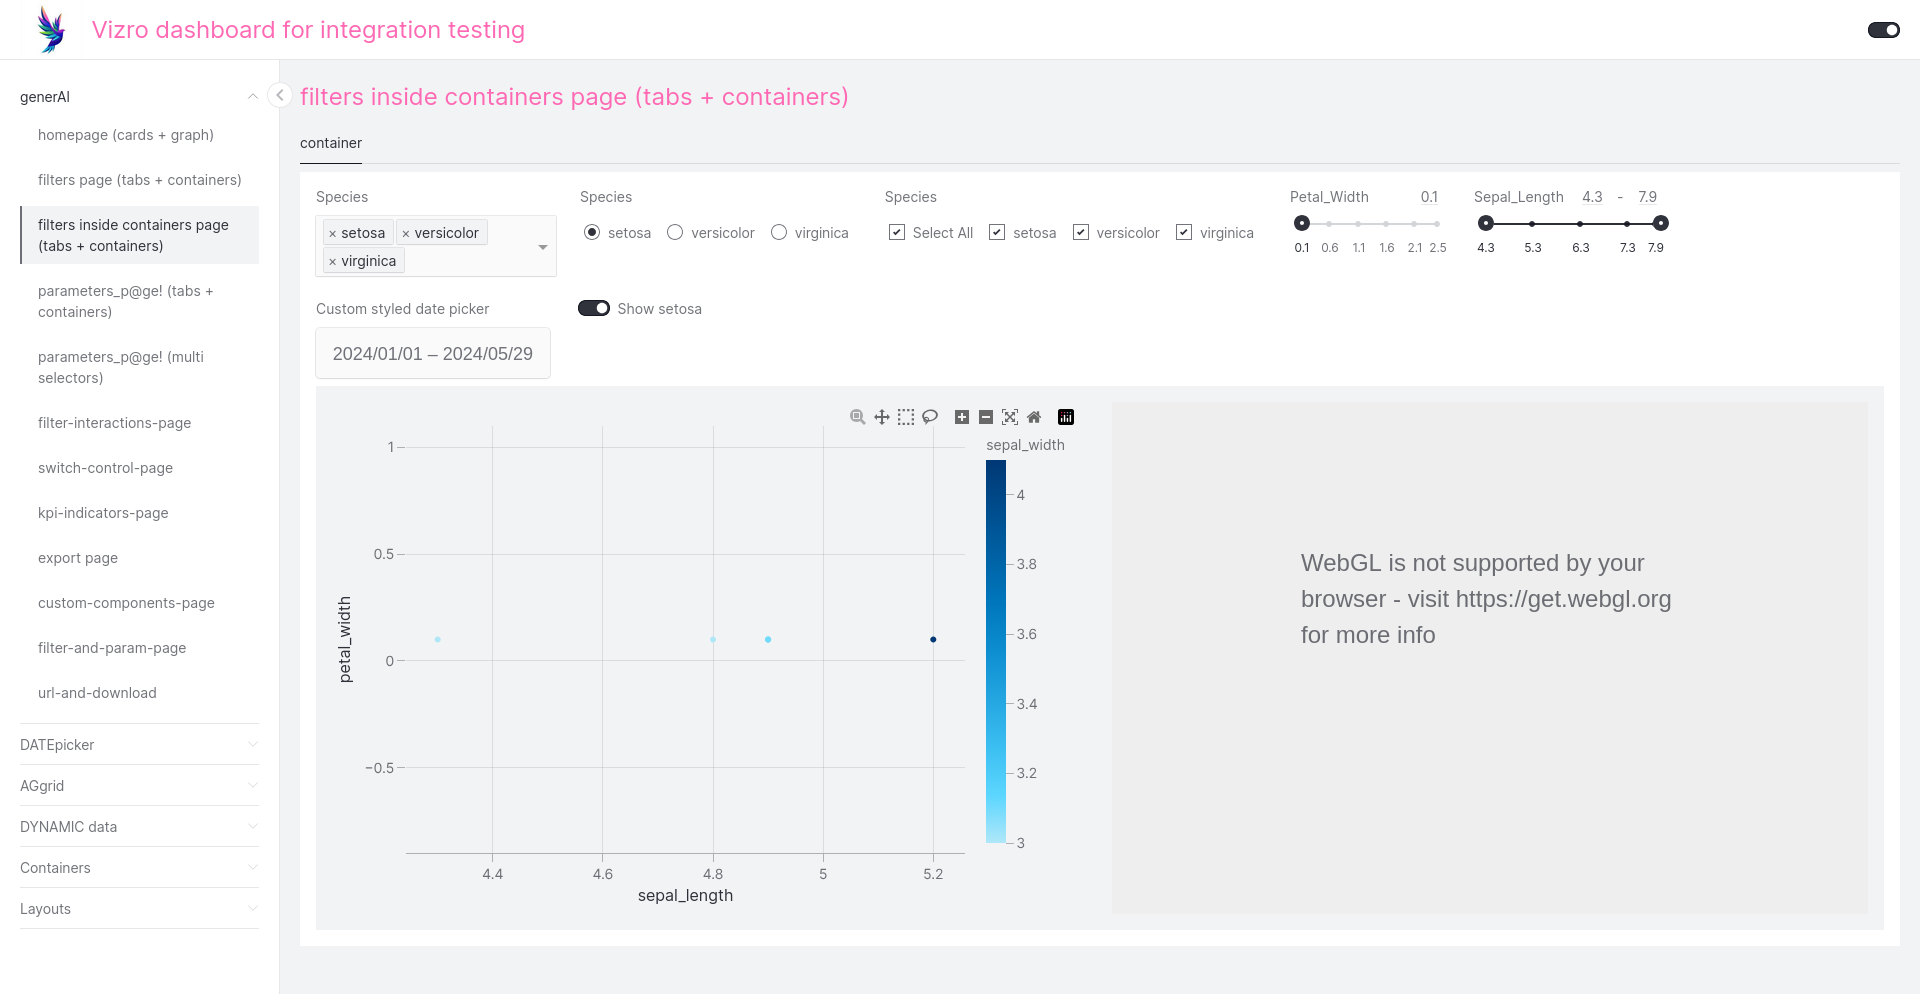 Vizro dashboard for integration testing
generAI
homepage (cards + graph)
filters page (tabs + containers)
filters inside containers page
(tabs + containers)
parameters_p@ge! (tabs +
containers)
parameters_p@ge! (multi
selectors)
filter-interactions-page
switch-control-page
kpi-indicators-page
export page
custom-components-page
filter-and-param-page
url-and-download
DATEpicker
AGgrid
DYNAMIC data
Containers
Layouts
filters inside containers page (tabs + containers)
container
Species
× setosa × versicolor
× virginica
Species
setosa versicolor virginica
Species
Select All setosa versicolor virginica
Petal_Width 0.1
0.1 0.6 1.1 1.6 2.1 2.5
Sepal_Length 4.3 - 7.9
4.3 5.3 6.3 7.3 7.9
Custom styled date picker
2024/01/01 – 2024/05/29
Show setosa
1
0.5
0
−0.5
petal_width
4.4 4.6 4.8 5 5.2
sepal_length
sepal_width
4
3.8
3.6
3.4
3.2
3
WebGL is not supported by your
browser - visit https://get.webgl.org
for more info